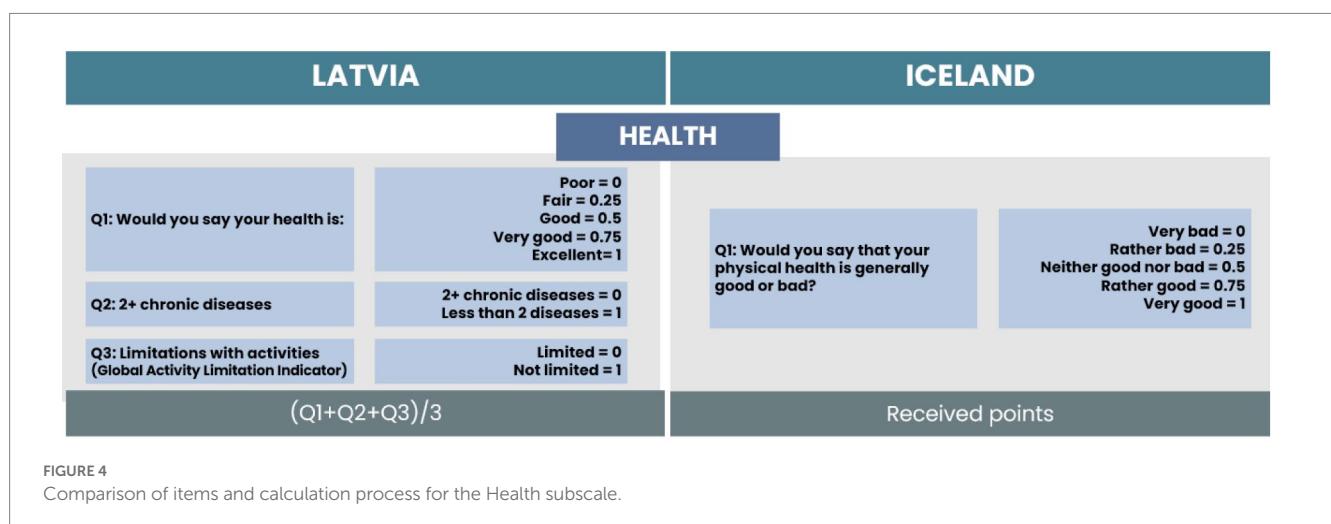 LATVIA
ICELAND
HEALTH
Q1: Would you say your health is:
Poor = 0
Fair = 0.25
Good = 0.5
Very good = 0.75
Excellent= 1
Q2: 2+ chronic diseases
2+ chronic diseases = 0
Less than 2 diseases = 1
Q3: Limitations with activities
(Global Activity Limitation Indicator)
Limited = 0
Not limited = 1
(Q1+Q2+Q3)/3
Q1: Would you say that your
physical health is generally
good or bad?
Very bad = 0
Rather bad = 0.25
Neither good nor bad = 0.5
Rather good = 0.75
Very good = 1
Received points
FIGURE 4
Comparison of items and calculation process for the Health subscale.